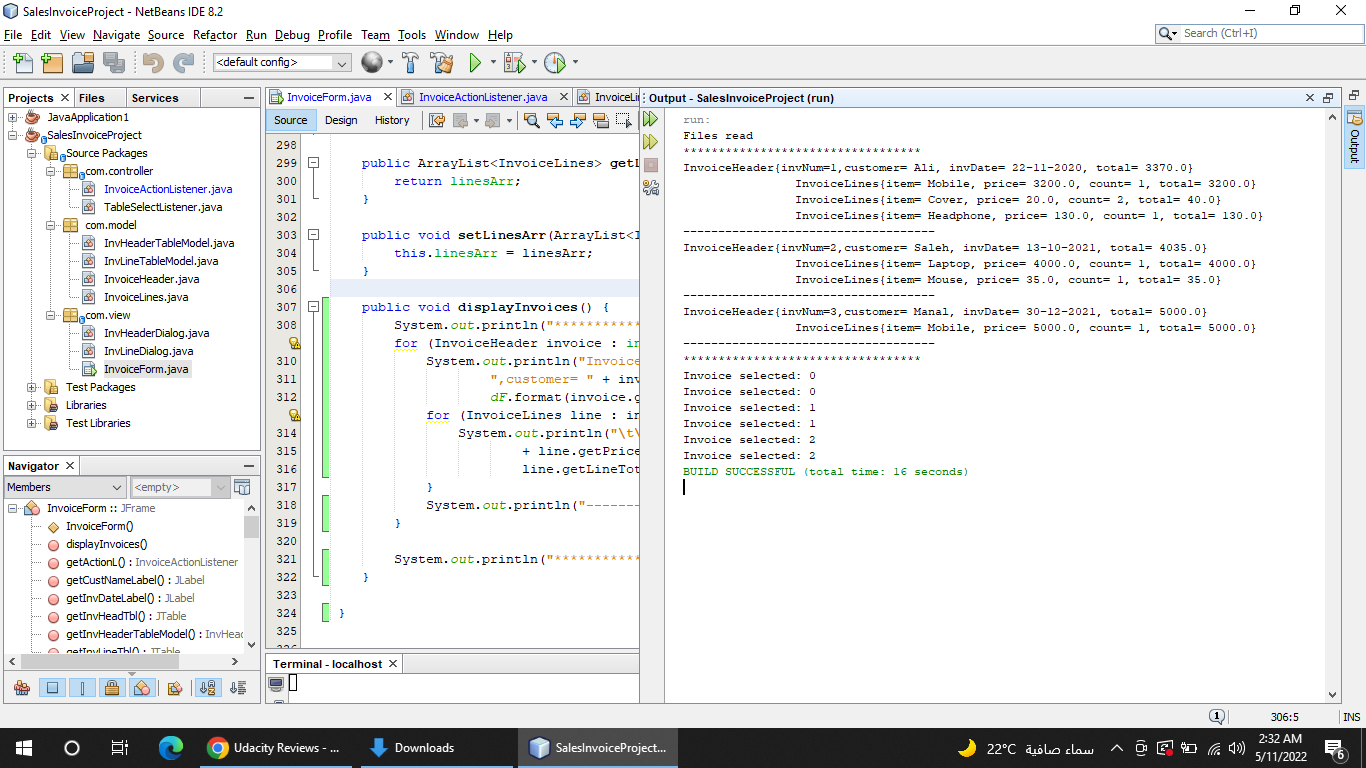 SalesInvoiceProject - NetBeans IDE 8.2
File Edit View Navigate Source Refactor Run Debug Profile Team Tools Window Help
Search (Ctrl+I)
<default config>
Projects Files Services
JavaApplication1
SalesInvoiceProject
Source Packages
com.controller
InvoiceActionListener.java
TableSelectListener.java
com.model
InvHeaderTableModel.java
InvLineTableModel.java
InvoiceHeader.java
InvoiceLines.java
com.view
InvHeaderDialog.java
InvLineDialog.java
InvoiceForm.java
Test Packages
Libraries
Test Libraries
Navigator
Members <empty>
InvoiceForm :: JFrame
InvoiceForm()
displayInvoices()
getActionL() : InvoiceActionListener
getCustNameLabel() : JLabel
getInvDateLabel() : JLabel
getInvHeadTbl() : JTable
getInvHeaderTableModel() : InvHeac
getInvLineTbl() : JTable
InvoiceForm.java InvoiceActionListener.java InvoiceLin
Source Design History
298
299 public ArrayList<InvoiceLines> getL
300 return linesArr;
301 }
302
303 public void setLinesArr(ArrayList<I
304 this.linesArr = linesArr;
305 }
306
307 public void displayInvoices() {
308 System.out.println("************
for (InvoiceHeader invoice : in
310 System.out.println("Invoice
311 ",customer= " + inv
312 dF.format(invoice.g
for (InvoiceLines line : in
314 System.out.println("\t\
315 + line.getPrice
316 line.getLineTot
317 }
318 System.out.println("--------
319 }
320
321 System.out.println("************
322 }
323
324 }
325
Terminal - localhost
Output - SalesInvoiceProject (run)
run:
Files read
**********************************
InvoiceHeader{invNum=1,customer= Ali, invDate= 22-11-2020, total= 3370.0}
InvoiceLines{item= Mobile, price= 3200.0, count= 1, total= 3200.0}
InvoiceLines{item= Cover, price= 20.0, count= 2, total= 40.0}
InvoiceLines{item= Headphone, price= 130.0, count= 1, total= 130.0}
------------------------------------
InvoiceHeader{invNum=2,customer= Saleh, invDate= 13-10-2021, total= 4035.0}
InvoiceLines{item= Laptop, price= 4000.0, count= 1, total= 4000.0}
InvoiceLines{item= Mouse, price= 35.0, count= 1, total= 35.0}
------------------------------------
InvoiceHeader{invNum=3,customer= Manal, invDate= 30-12-2021, total= 5000.0}
InvoiceLines{item= Mobile, price= 5000.0, count= 1, total= 5000.0}
------------------------------------
**********************************
Invoice selected: 0
Invoice selected: 0
Invoice selected: 1
Invoice selected: 1
Invoice selected: 2
Invoice selected: 2
BUILD SUCCESSFUL (total time: 16 seconds)
Output
1 306:5 INS
Udacity Reviews - ...
Downloads
SalesInvoiceProject...
22°C سماء صافية
2:32 AM
5/11/2022
6